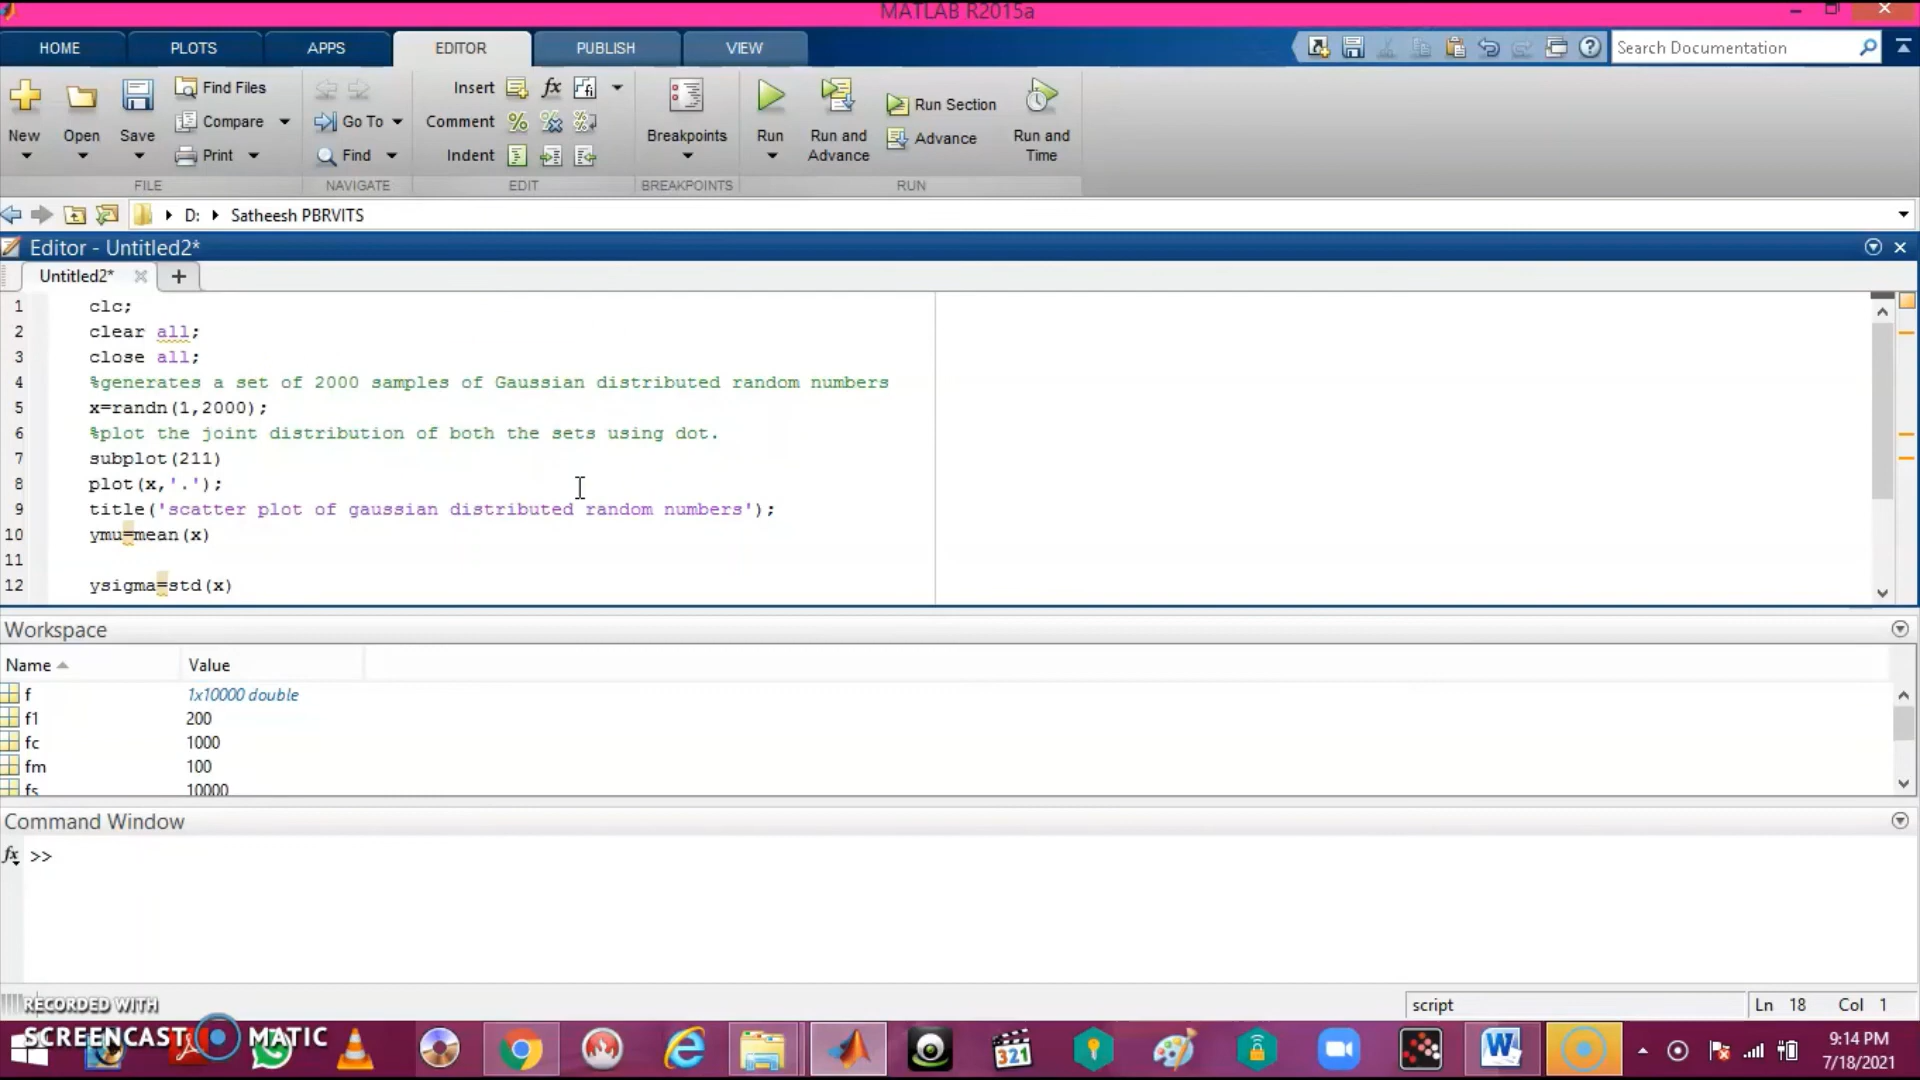 MATLAB R2015a
HOME PLOTS APPS EDITOR PUBLISH VIEW Search Documentation
New Open Save Find Files Compare Print
Go To Find
Insert fx Comment Indent
Breakpoints
Run Run and Advance Run Section Advance Run and Time
FILE NAVIGATE EDIT BREAKPOINTS RUN
D: Satheesh PBRVITS
Editor - Untitled2*
Untitled2* +
1 clc;
2 clear all;
3 close all;
4 %generates a set of 2000 samples of Gaussian distributed random numbers
5 x=randn(1,2000);
6 %plot the joint distribution of both the sets using dot.
7 subplot(211)
8 plot(x,'.');
9 title('scatter plot of gaussian distributed random numbers');
10 ymu=mean(x)
11
12 ysigma=std(x)
Workspace
Name Value
f 1x10000 double
f1 200
fc 1000
fm 100
fs 10000
Command Window
fx >>
script Ln 18 Col 1
RECORDED WITH
SCREENCAST MATIC
321
W
9:14 PM
7/18/2021